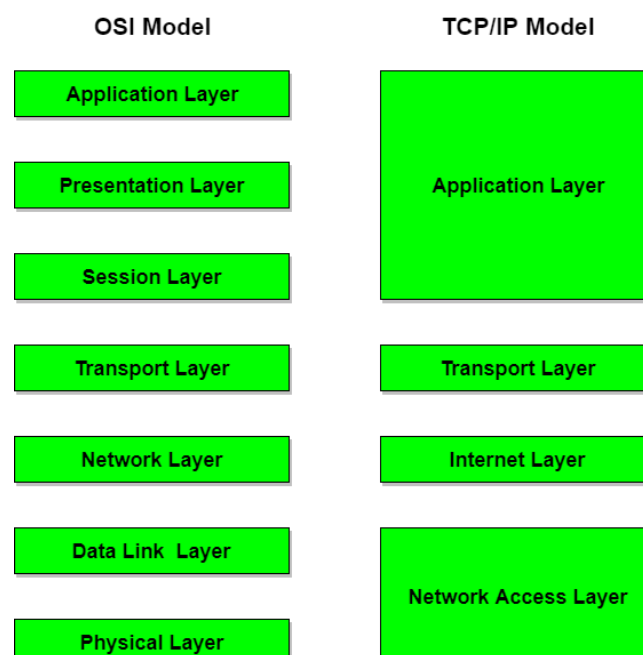 OSI Model
TCP/IP Model
Application Layer
Presentation Layer
Session Layer
Transport Layer
Network Layer
Data Link  Layer
Physical Layer
Application Layer
Transport Layer
Internet Layer
Network Access Layer